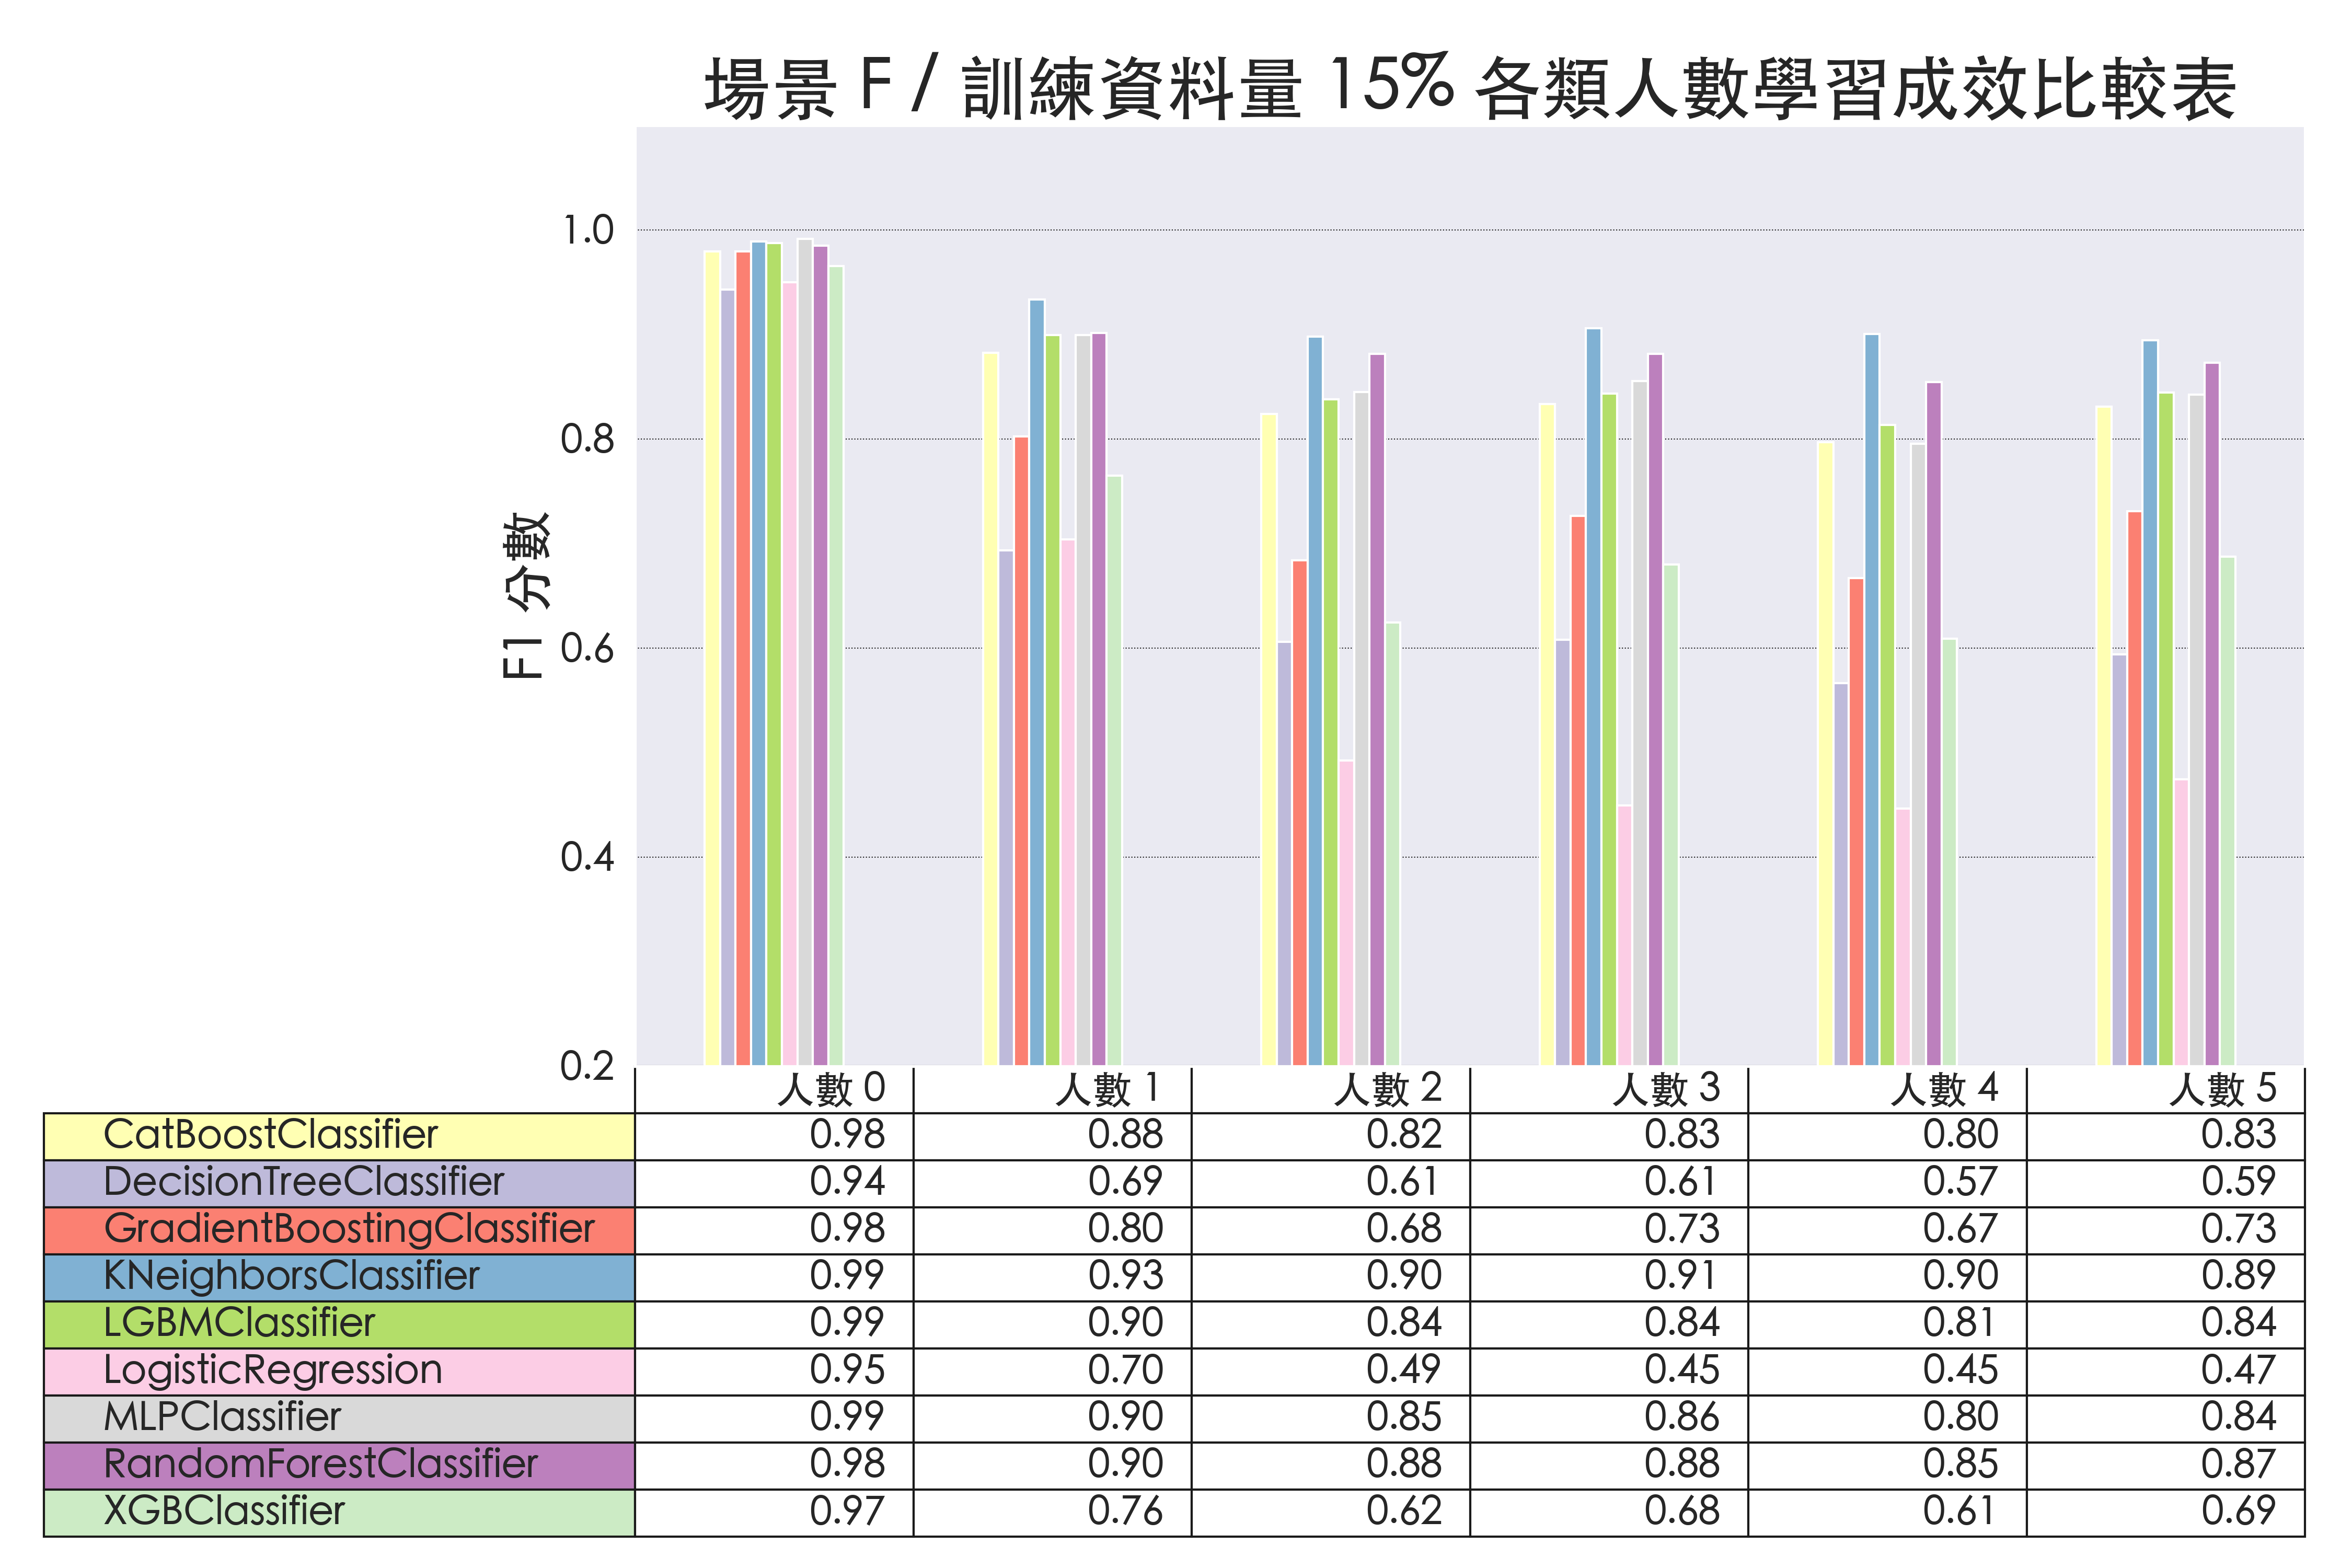 場景 F / 訓練資料量 15% 各類人數學習成效比較表
1.0
0.8
0.6
0.4
0.2
F1 分數
人數 0 人數 1 人數 2 人數 3 人數 4 人數 5
CatBoostClassifier 0.98 0.88 0.82 0.83 0.80 0.83
DecisionTreeClassifier 0.94 0.69 0.61 0.61 0.57 0.59
GradientBoostingClassifier 0.98 0.80 0.68 0.73 0.67 0.73
KNeighborsClassifier 0.99 0.93 0.90 0.91 0.90 0.89
LGBMClassifier 0.99 0.90 0.84 0.84 0.81 0.84
LogisticRegression 0.95 0.70 0.49 0.45 0.45 0.47
MLPClassifier 0.99 0.90 0.85 0.86 0.80 0.84
RandomForestClassifier 0.98 0.90 0.88 0.88 0.85 0.87
XGBClassifier 0.97 0.76 0.62 0.68 0.61 0.69